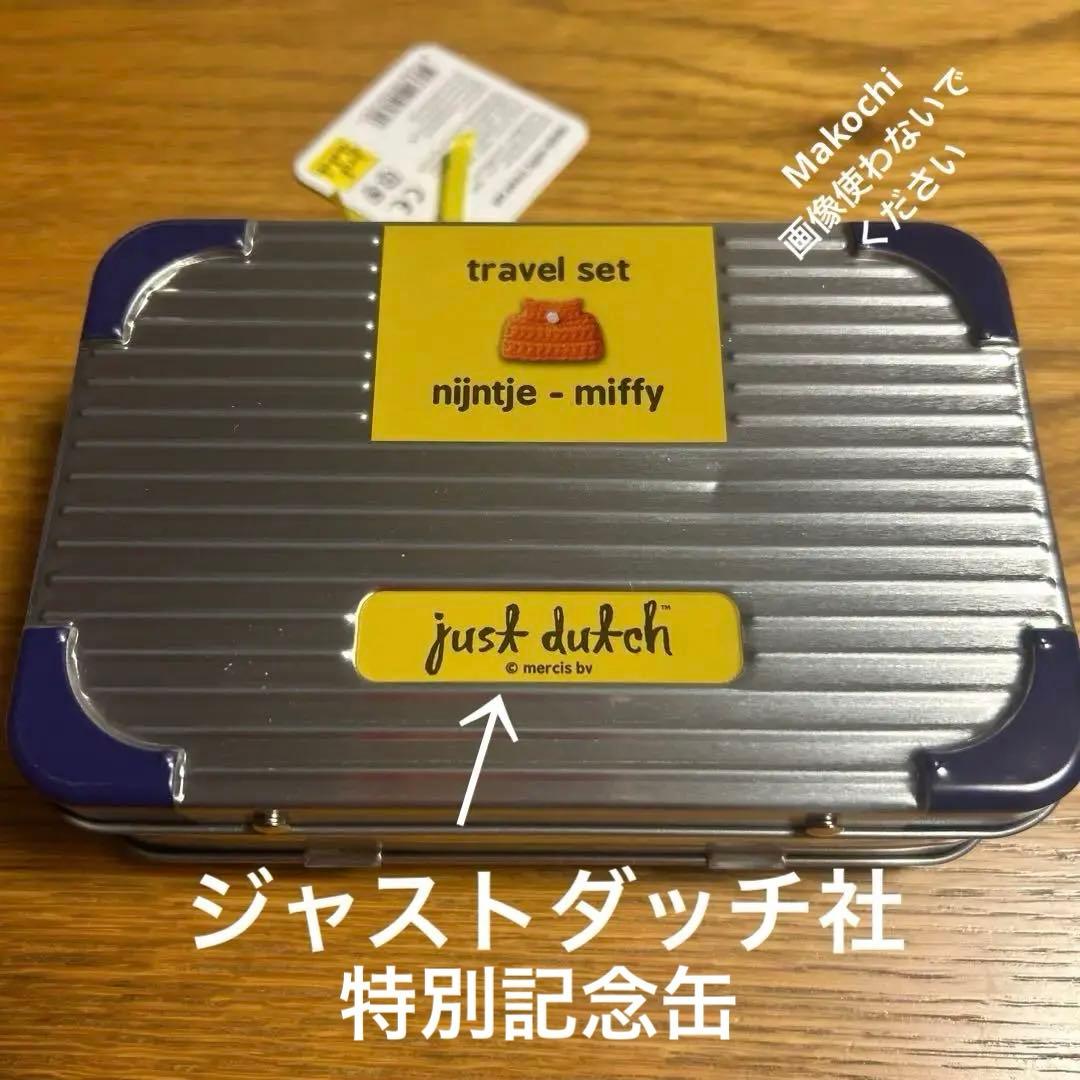 Makochi
画像使わないで
ください
travel set
nijntje - miffy
just dutch™
© mercis bv
ジャストダッチ社
特別記念缶